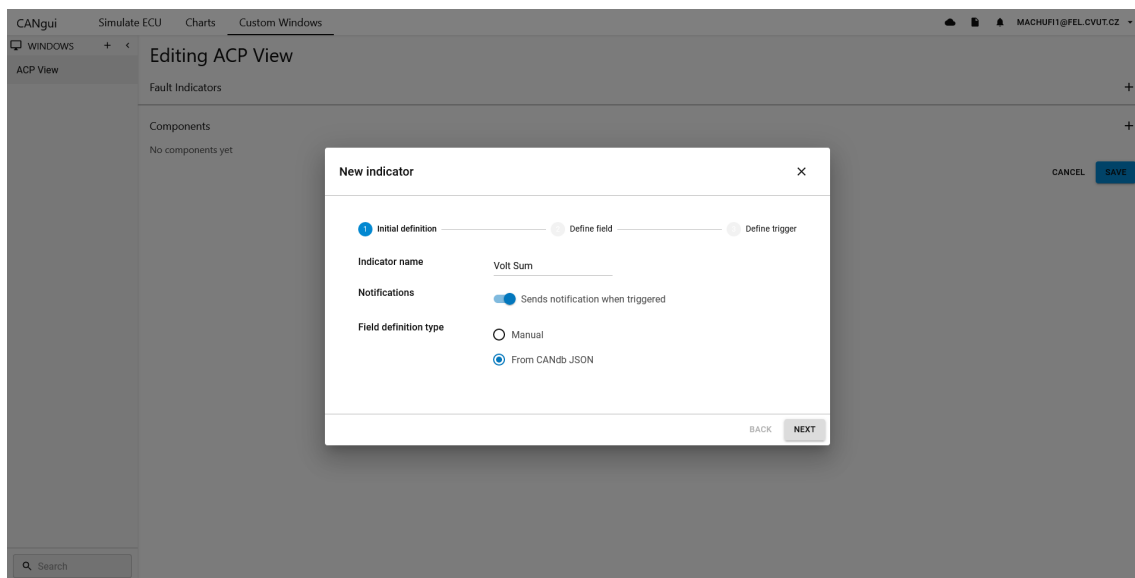 CANgui Simulate ECU Charts Custom Windows MACHUFI1@FEL.CVUT.CZ
WINDOWS + <
ACP View
Editing ACP View
Fault Indicators +
Components +
No components yet
CANCEL SAVE
New indicator
1 Initial definition 2 Define field 3 Define trigger
Indicator name Volt Sum
Notifications Sends notification when triggered
Field definition type Manual
From CANdb JSON
BACK NEXT
Search